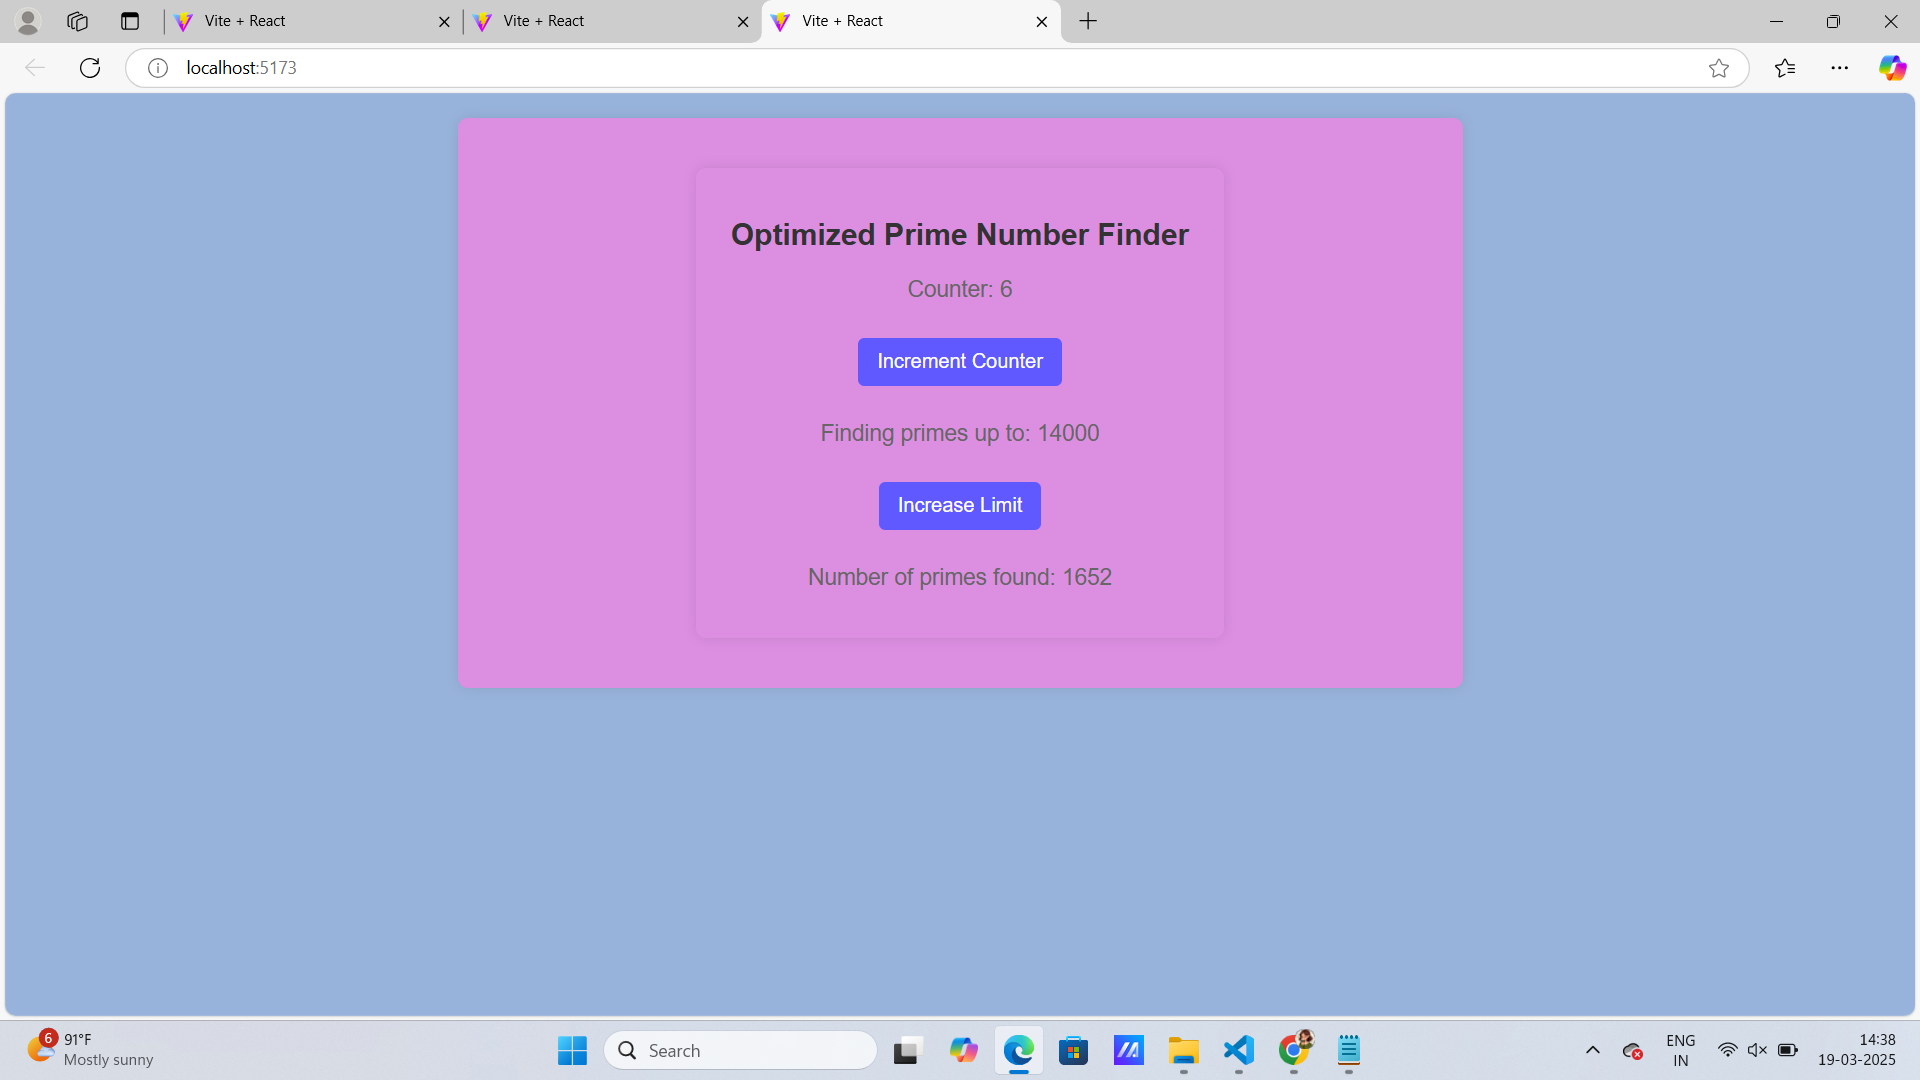 Vite + React
Vite + React
Vite + React
localhost:5173
Optimized Prime Number Finder
Counter: 6
Increment Counter
Finding primes up to: 14000
Increase Limit
Number of primes found: 1652
6
91°F
Mostly sunny
Search
ENG
IN
14:38
19-03-2025